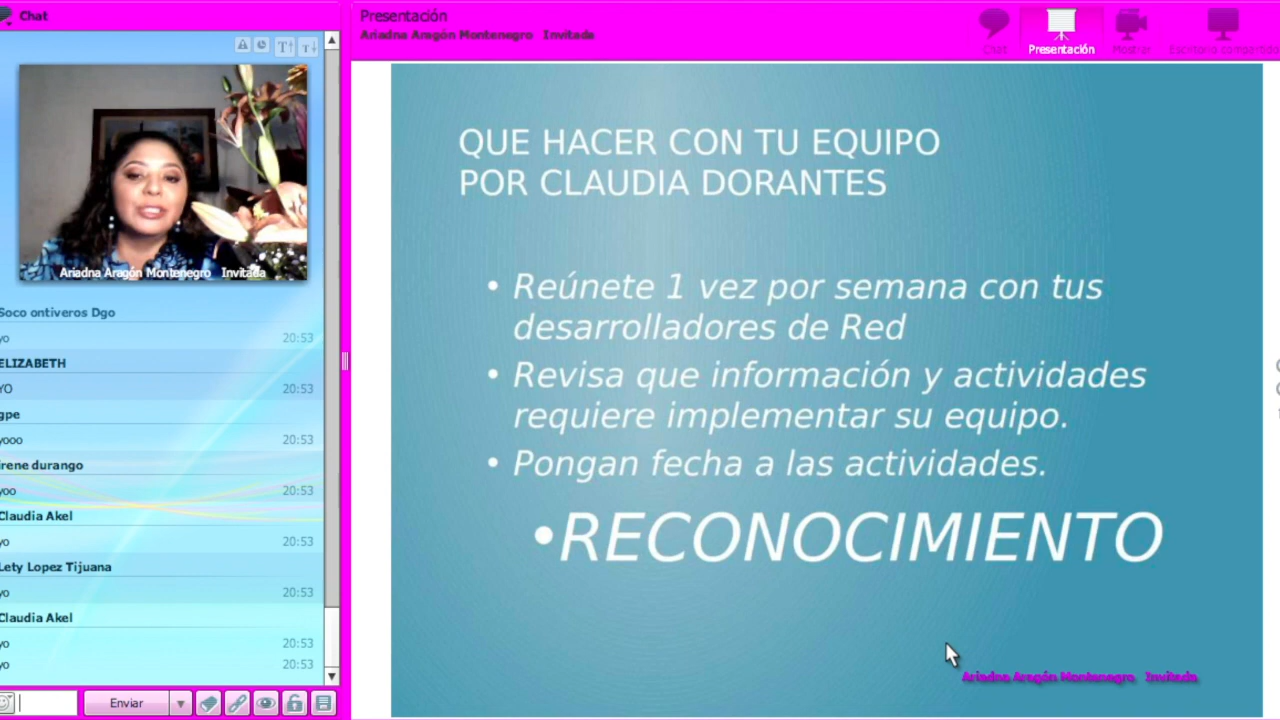 Chat
Ariadna Aragón Montenegro Invitada
Soco ontiveros Dgo
yo 20:53
ELIZABETH
YO 20:53
gpe
yooo 20:53
irene durango
yoo 20:53
Claudia Akel
yo 20:53
Lety Lopez Tijuana
yo 20:53
Claudia Akel
yo 20:53
yo 20:53
Enviar
Presentación
Ariadna Aragón Montenegro Invitada
Chat Presentación Mostrar Escritorio compartido
QUE HACER CON TU EQUIPO
POR CLAUDIA DORANTES
• Reúnete 1 vez por semana con tus
desarrolladores de Red
• Revisa que información y actividades
requiere implementar su equipo.
• Pongan fecha a las actividades.
•RECONOCIMIENTO
Ariadna Aragón Montenegro Invitada